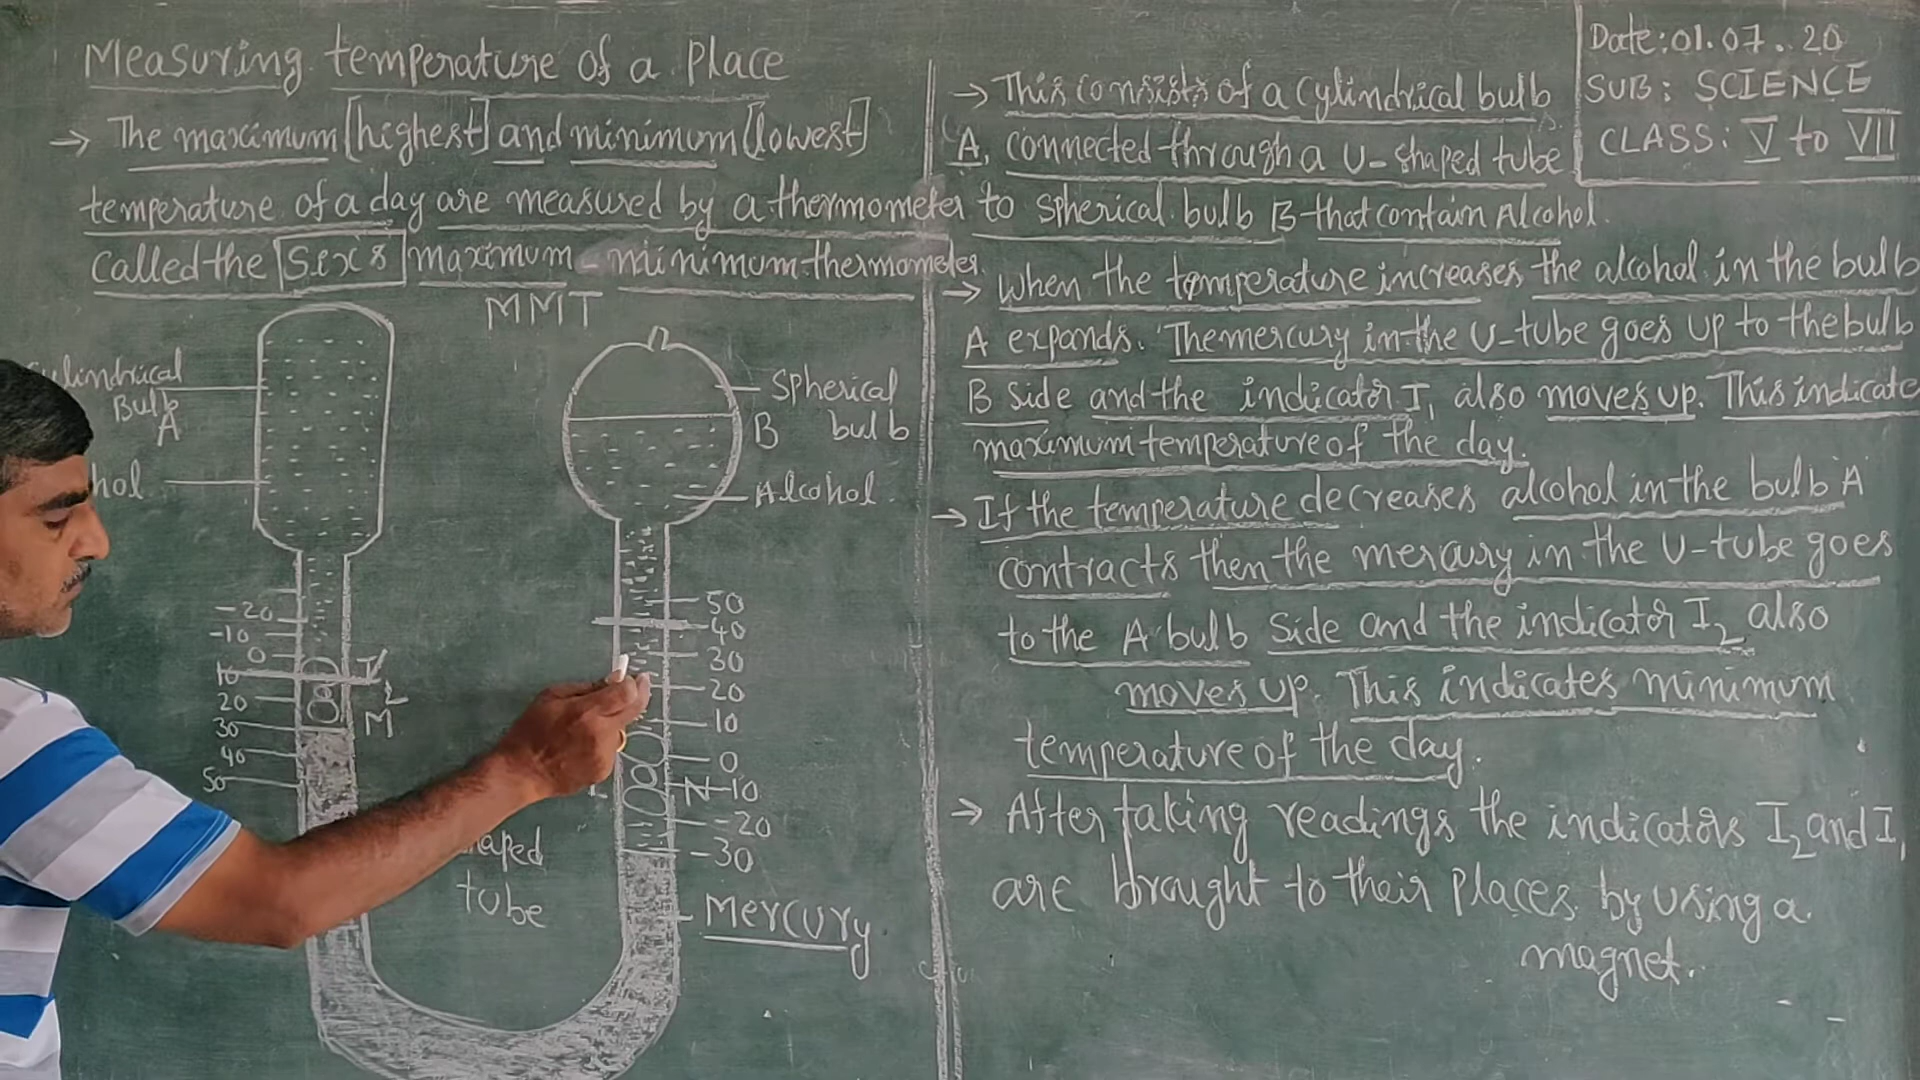 Measuring temperature of a place
→ The maximum [highest] and minimum [lowest]
temperature of a day are measured by a thermometer
called the Six's maximum - minimum thermometer.
MMT
Cylindrical
Bulb
A
hol
Spherical
B bulb
Alcohol.
-20
-10
0
10
20
30
40
50
M
50
40
30
20
10
0
N -10
-20
-30
haped
tube
Mercury
→ This consists of a cylindrical bulb
A, connected through a U-shaped tube
to spherical bulb B that contain Alcohol.
→ When the temperature increases the alcohol in the bulb
A expands. The mercury in the U-tube goes up to the bulb
B side and the indicator I1 also moves up. This indicate
maximum temperature of the day.
→ If the temperature decreases alcohol in the bulb A
contracts then the mercury in the U-tube goes
to the A bulb side and the indicator I2 also
moves up. This indicates minimum
temperature of the day.
→ After taking readings the indicators I2 and I1
are brought to their places by using a
magnet.
Date: 01.07.20
SUB: SCIENCE
CLASS: V to VII